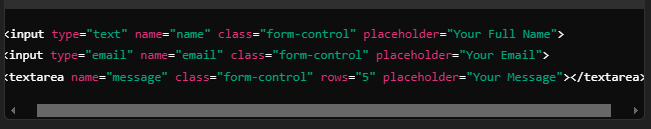 <input type="text" name="name" class="form-control" placeholder="Your Full Name">
<input type="email" name="email" class="form-control" placeholder="Your Email">
<textarea name="message" class="form-control" rows="5" placeholder="Your Message"></textarea>